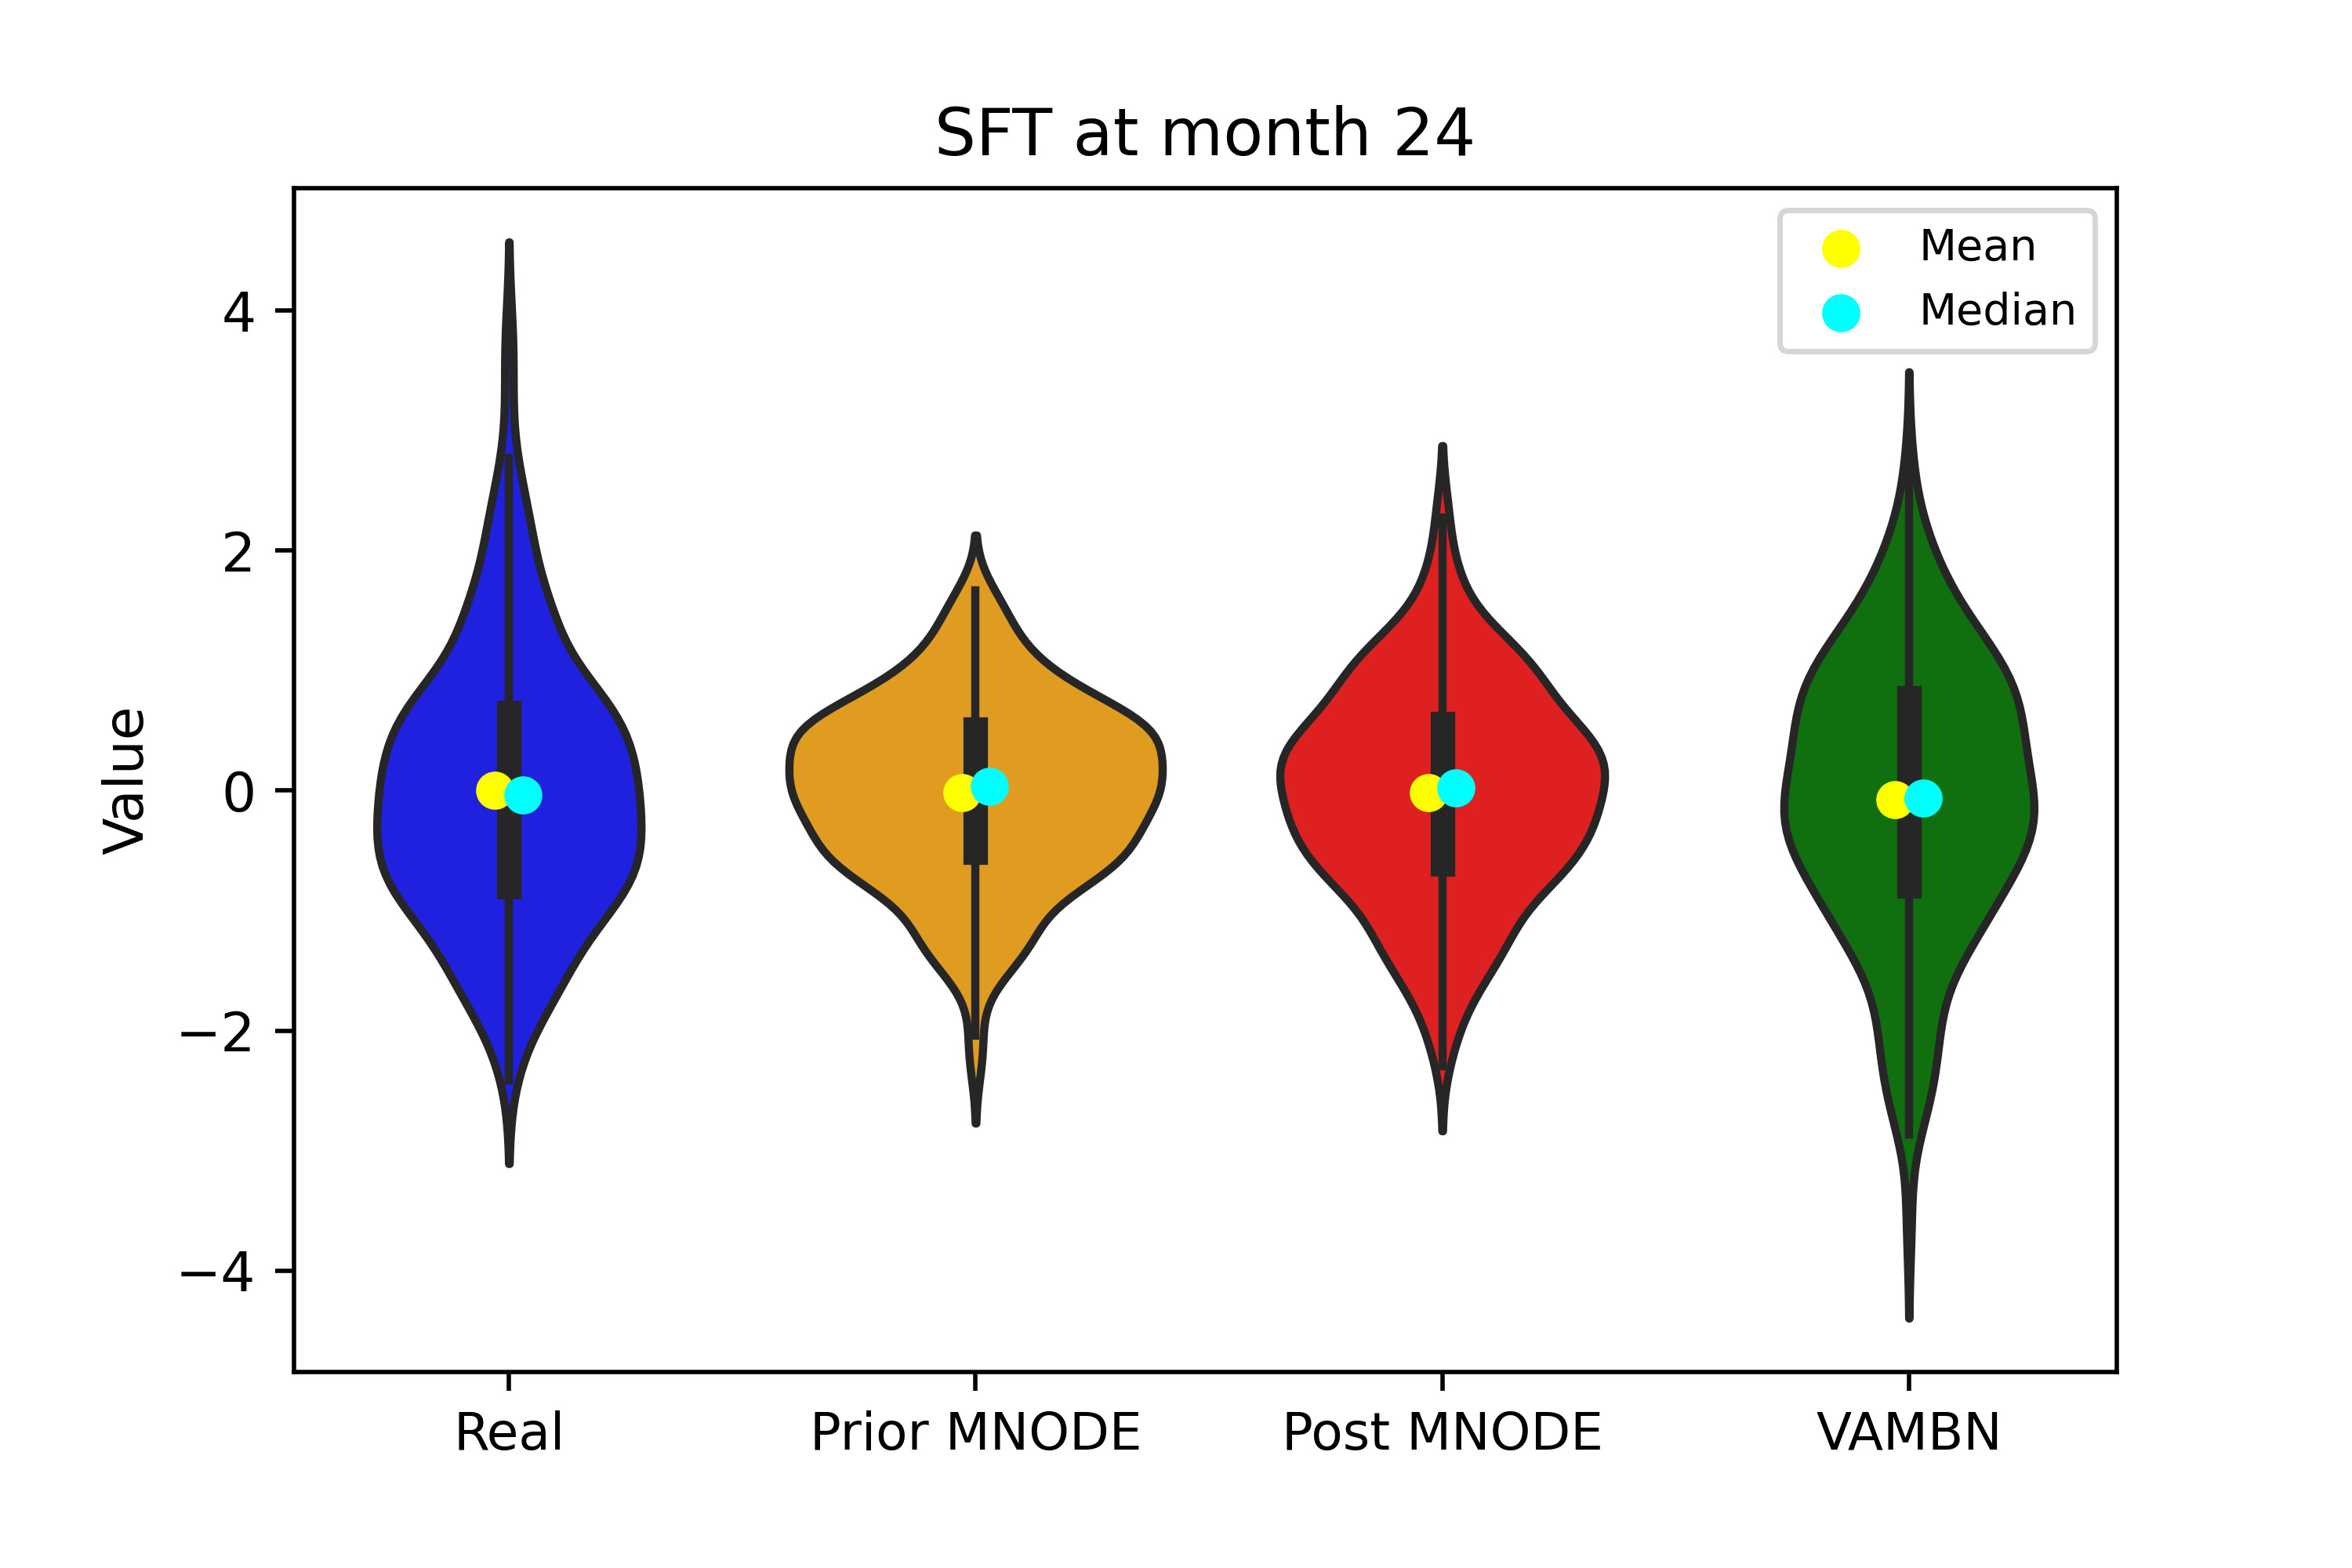 SFT at month 24
Mean
Median
4
2
0
−2
−4
Value
Real
Prior MNODE
Post MNODE
VAMBN